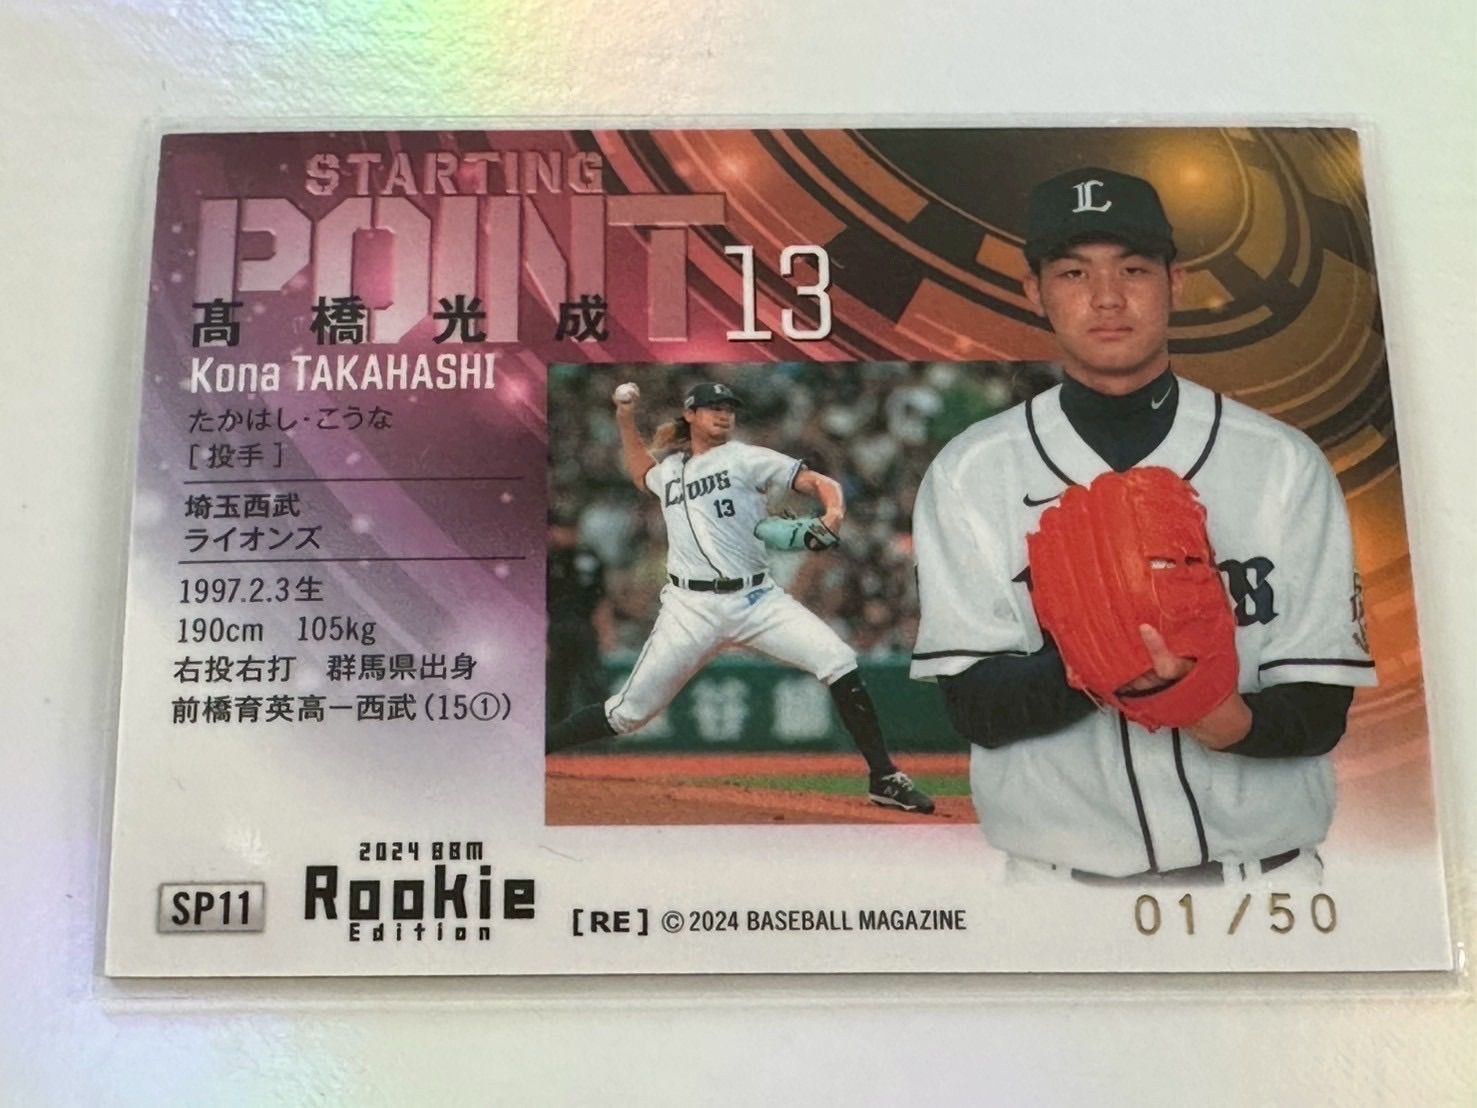 STARTING
POINT
13
髙橋光成
Kona TAKAHASHI
たかはし・こうな
[ 投手 ]
埼玉西武
ライオンズ
1997.2.3生
190cm 105kg
右投右打 群馬県出身
前橋育英高ー西武(15①)
L
LIONS
13
SP11
2024 BBM
Rookie
Edition
[RE] ©2024 BASEBALL MAGAZINE
01/50